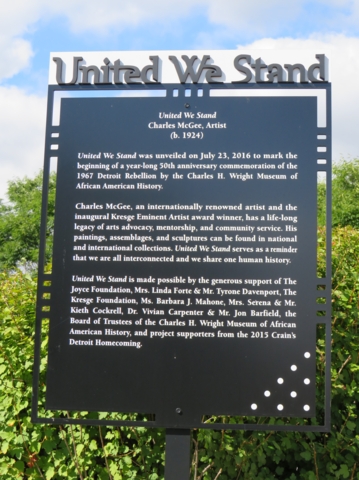 United We Stand
United We Stand
Charles McGee, Artist
(b. 1924)
United We Stand was unveiled on July 23, 2016 to mark the
beginning of a year-long 50th anniversary commemoration of the
1967 Detroit Rebellion by the Charles H. Wright Museum of
African American History.
Charles McGee, an internationally renowned artist and the
inaugural Kresge Eminent Artist award winner, has a life-long
legacy of arts advocacy, mentorship, and community service. His
paintings, assemblages, and sculptures can be found in national
and international collections. United We Stand serves as a reminder
that we are all interconnected and we share one human history.
United We Stand is made possible by the generous support of The
Joyce Foundation, Mrs. Linda Forte & Mr. Tyrone Davenport, The
Kresge Foundation, Ms. Barbara J. Mahone, Mrs. Serena & Mr.
Kieth Cockrell, Dr. Vivian Carpenter & Mr. Jon Barfield, the
Board of Trustees of the Charles H. Wright Museum of African
American History, and project supporters from the 2015 Crain's
Detroit Homecoming.